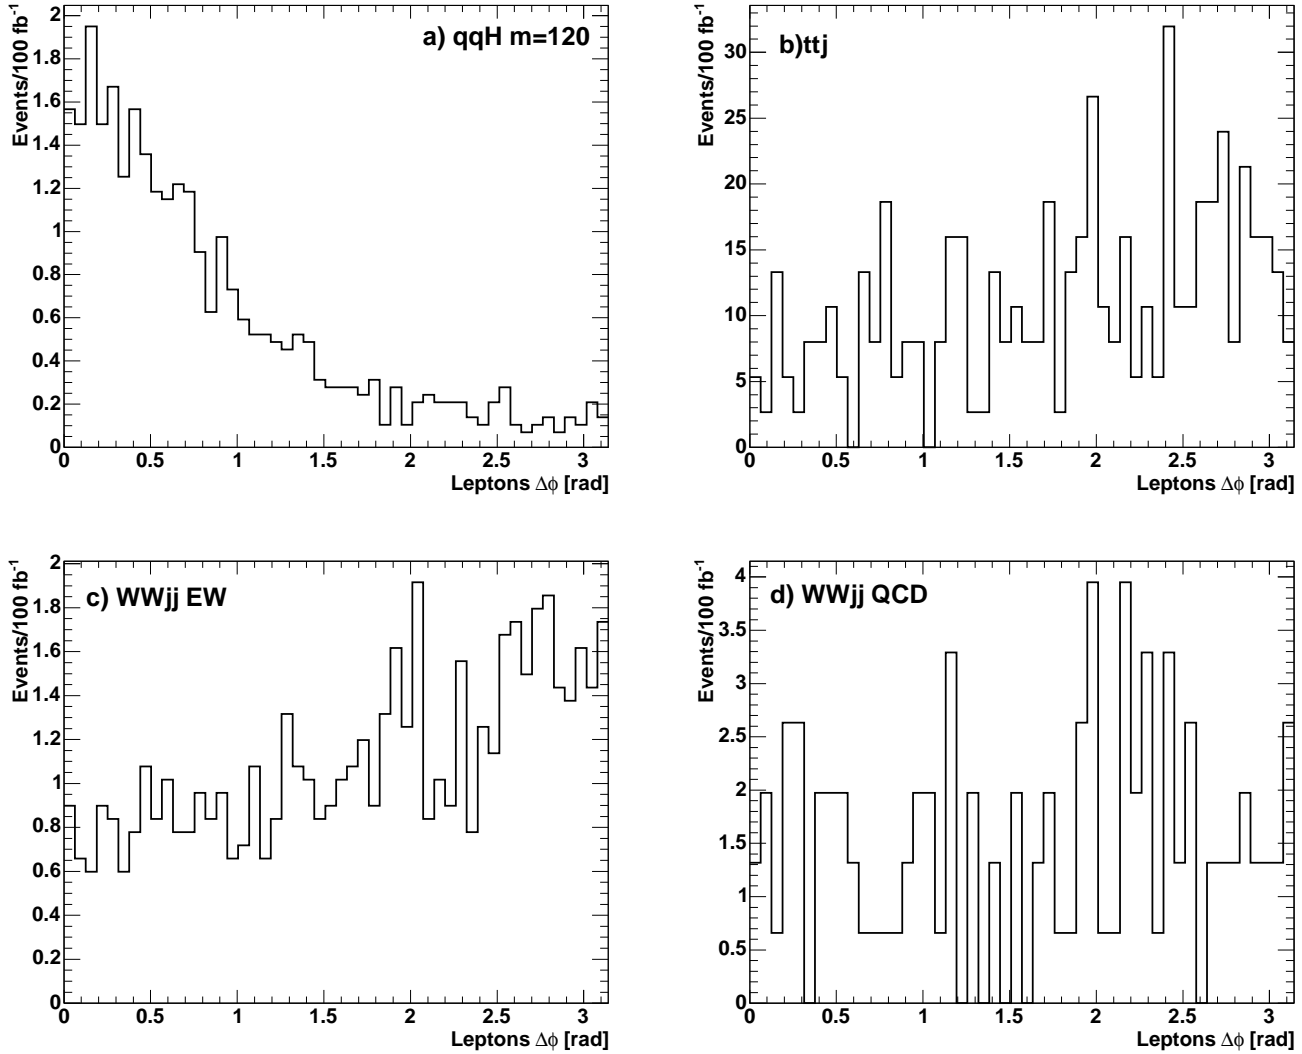 a) qqH m=120
Events/100 fb⁻¹
2
1.8
1.6
1.4
1.2
1
0.8
0.6
0.4
0.2
0
0 0.5 1 1.5 2 2.5 3
Leptons Δϕ [rad]
b)ttj
Events/100 fb⁻¹
30
25
20
15
10
5
0
0 0.5 1 1.5 2 2.5 3
Leptons Δϕ [rad]
c) WWjj EW
Events/100 fb⁻¹
2
1.8
1.6
1.4
1.2
1
0.8
0.6
0.4
0.2
0
0 0.5 1 1.5 2 2.5 3
Leptons Δϕ [rad]
d) WWjj QCD
Events/100 fb⁻¹
4
3.5
3
2.5
2
1.5
1
0.5
0
0 0.5 1 1.5 2 2.5 3
Leptons Δϕ [rad]